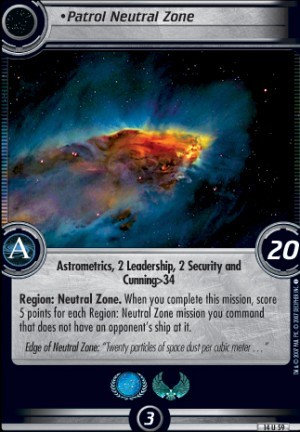 •Patrol Neutral Zone
A
20
Astrometrics, 2 Leadership, 2 Security and
Cunning>34
Region: Neutral Zone. When you complete this mission, score
5 points for each Region: Neutral Zone mission you command
that does not have an opponent's ship at it.
Edge of Neutral Zone: "Twenty particles of space dust per cubic meter ..."
3
14 U 59